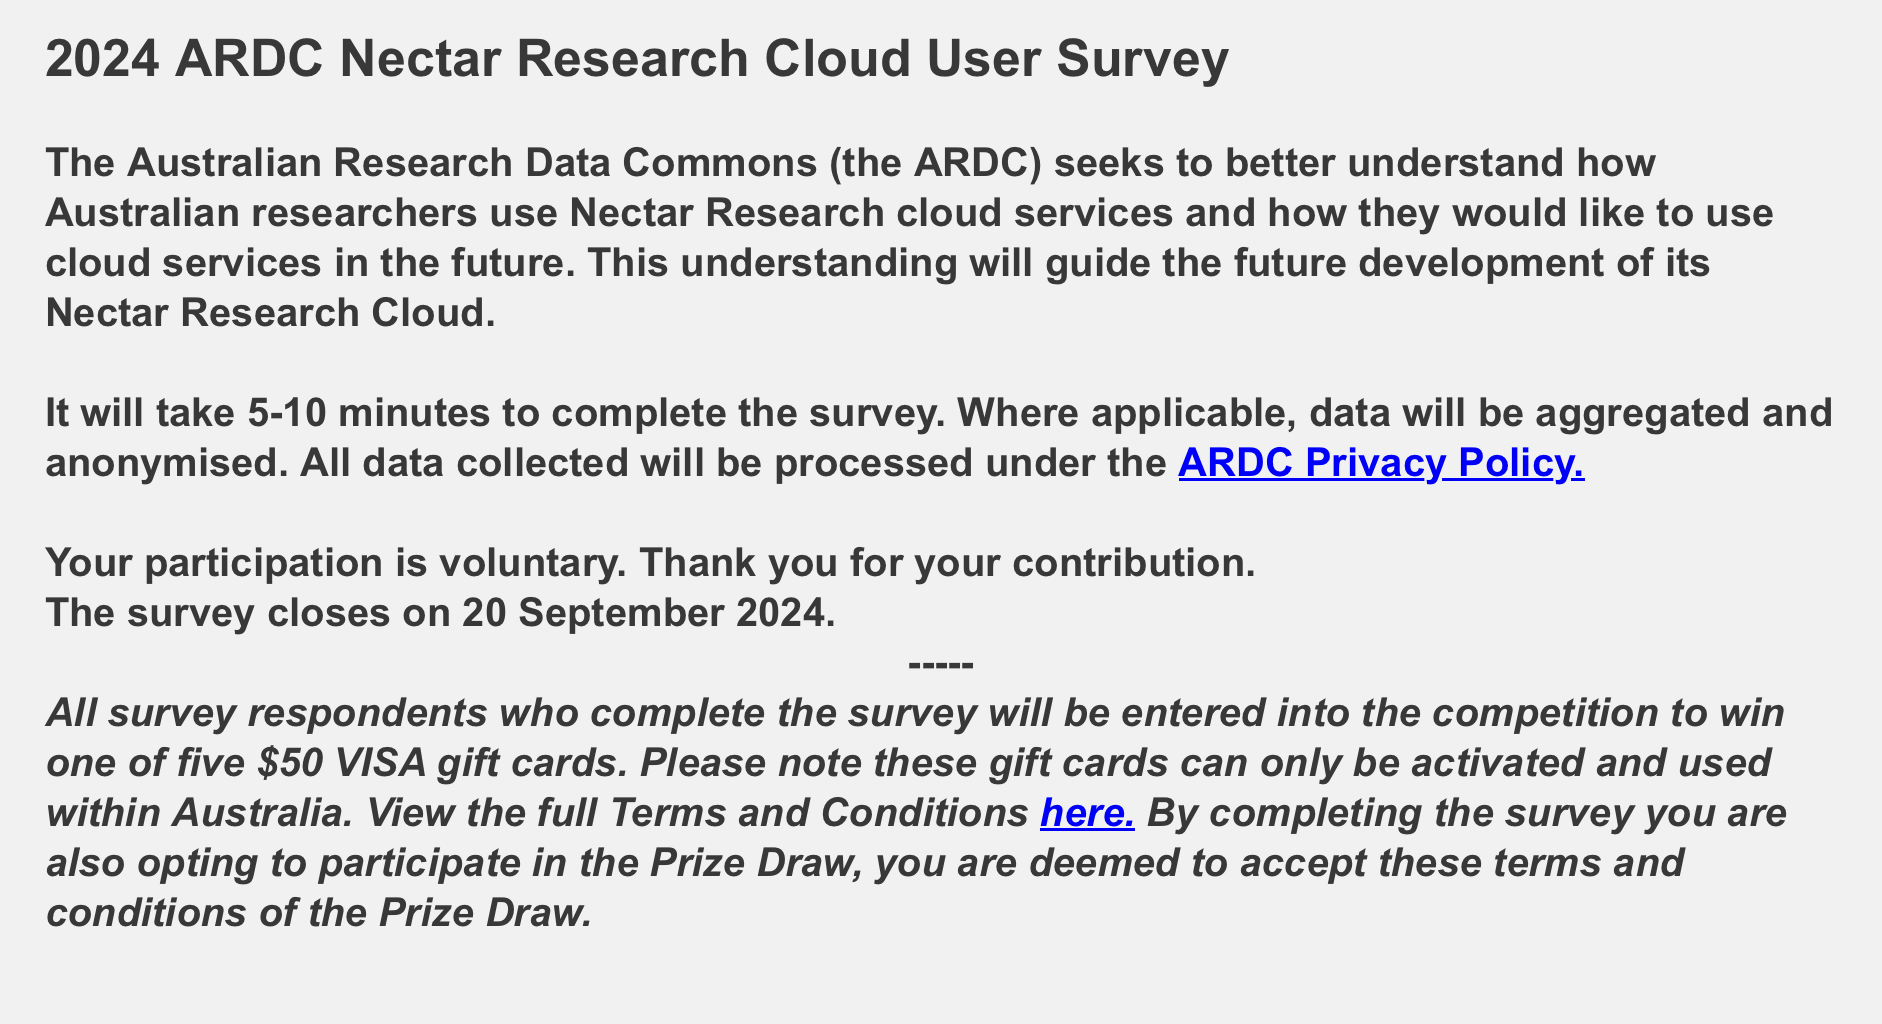 2024 ARDC Nectar Research Cloud User Survey
The Australian Research Data Commons (the ARDC) seeks to better understand how
Australian researchers use Nectar Research cloud services and how they would like to use
cloud services in the future. This understanding will guide the future development of its
Nectar Research Cloud.
It will take 5-10 minutes to complete the survey. Where applicable, data will be aggregated and
anonymised. All data collected will be processed under the ARDC Privacy Policy.
Your participation is voluntary. Thank you for your contribution.
The survey closes on 20 September 2024.
-----
All survey respondents who complete the survey will be entered into the competition to win
one of five $50 VISA gift cards. Please note these gift cards can only be activated and used
within Australia. View the full Terms and Conditions here. By completing the survey you are
also opting to participate in the Prize Draw, you are deemed to accept these terms and
conditions of the Prize Draw.